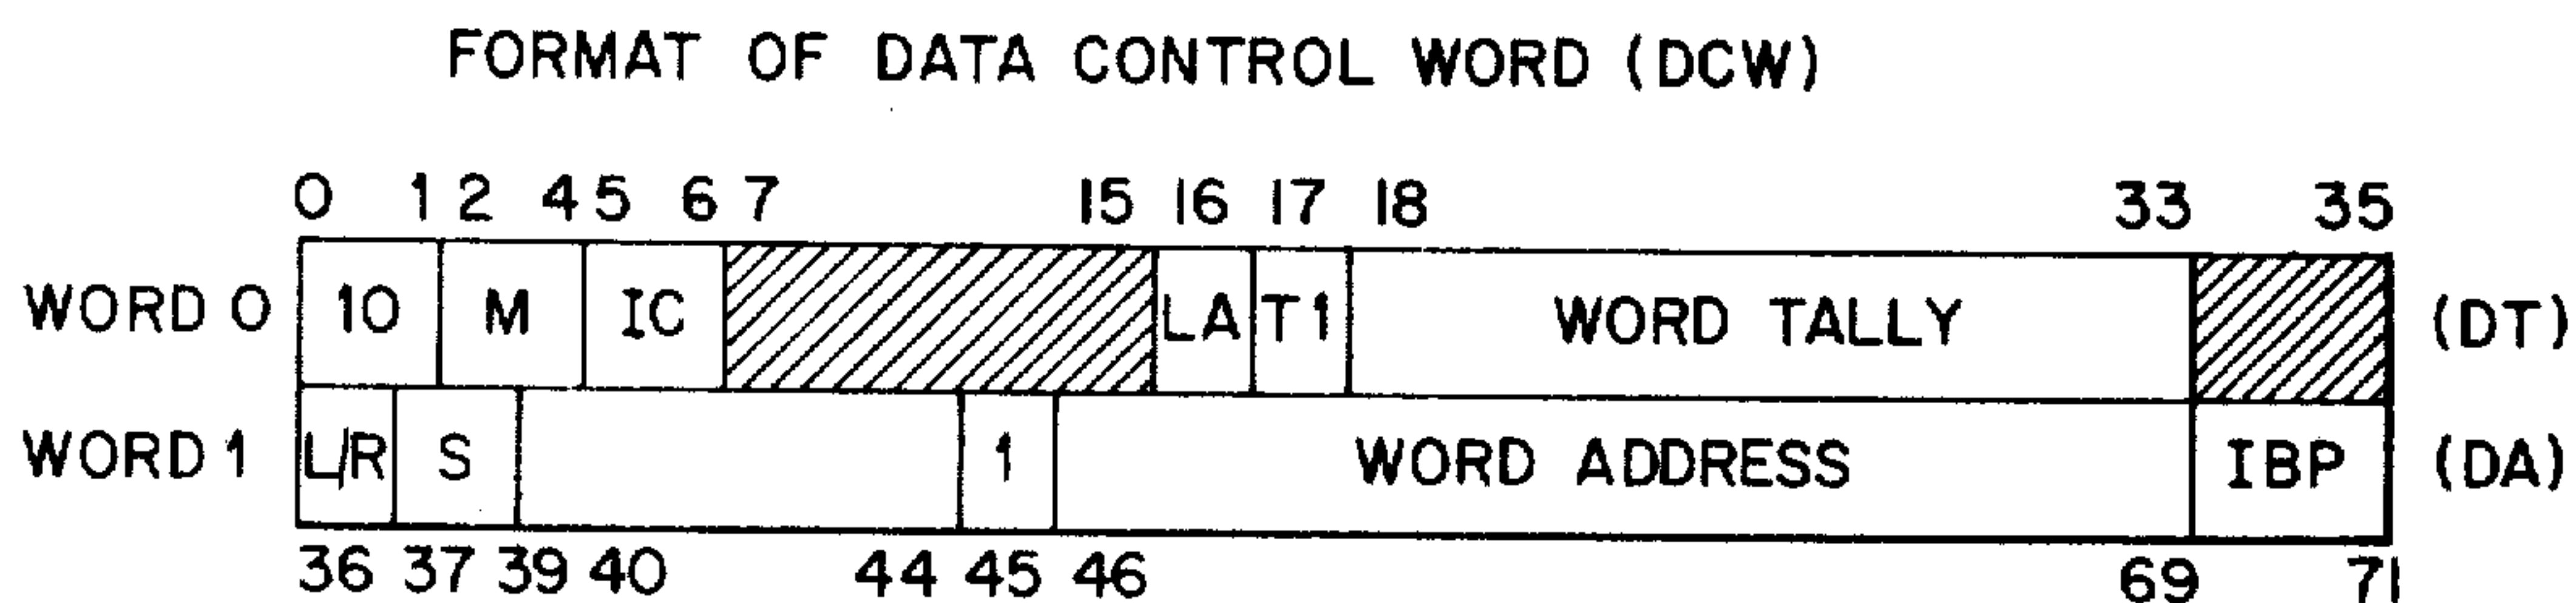 FORMAT OF DATA CONTROL WORD (DCW)
0 1 2 4 5 6 7 15 16 17 18 33 35
WORD 0 10 M IC LA T1 WORD TALLY (DT)
WORD 1 L/R S 1 WORD ADDRESS IBP (DA)
36 37 39 40 44 45 46 69 71